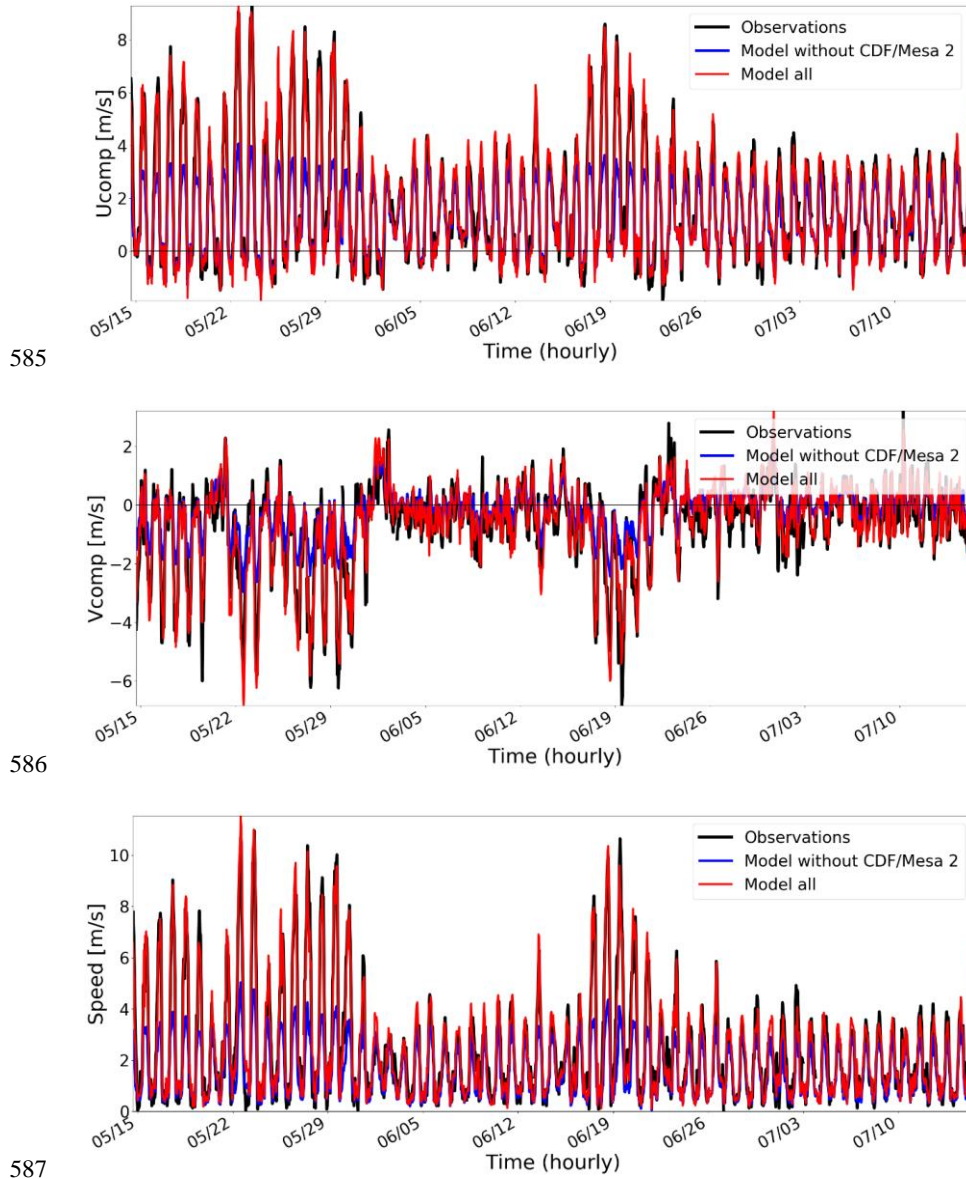 8
6
4
2
0
Ucomp [m/s]
Observations
Model without CDF/Mesa 2
Model all
05/15 05/22 05/29 06/05 06/12 06/19 06/26 07/03 07/10
Time (hourly)
585
2
0
−2
−4
−6
Vcomp [m/s]
Observations
Model without CDF/Mesa 2
Model all
05/15 05/22 05/29 06/05 06/12 06/19 06/26 07/03 07/10
Time (hourly)
586
10
8
6
4
2
0
Speed [m/s]
Observations
Model without CDF/Mesa 2
Model all
05/15 05/22 05/29 06/05 06/12 06/19 06/26 07/03 07/10
Time (hourly)
587